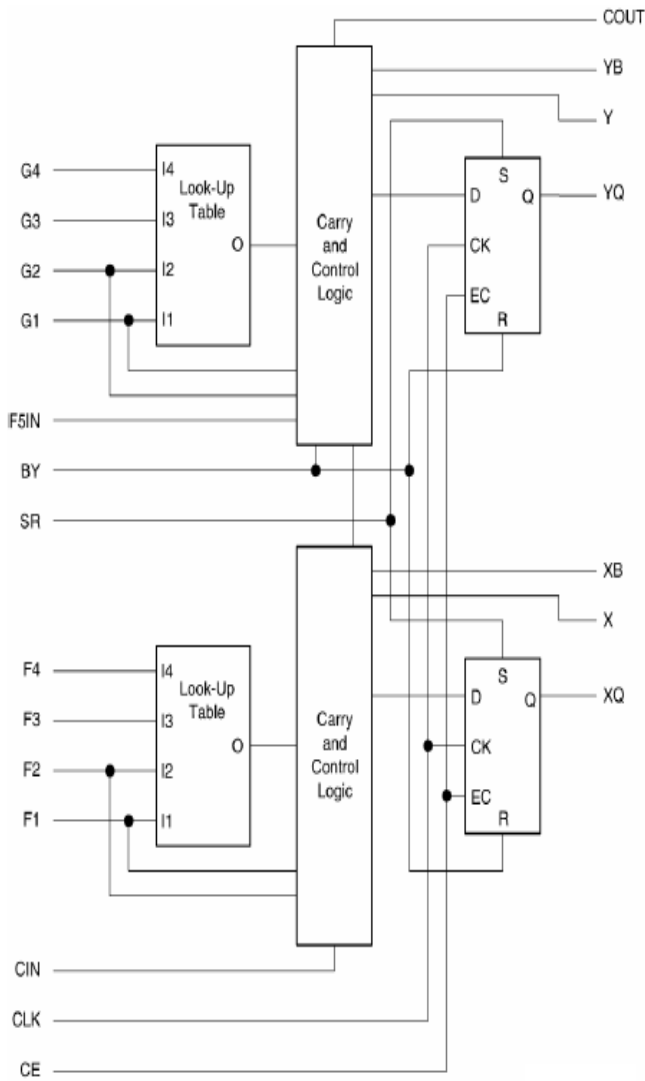 COUT
YB
Y
G4
G3
G2
G1
I4
I3
I2
I1
Look-Up
Table
O
Carry
and
Control
Logic
S
D
Q
CK
EC
R
YQ
F5IN
BY
SR
XB
X
F4
F3
F2
F1
I4
I3
I2
I1
Look-Up
Table
O
Carry
and
Control
Logic
S
D
Q
CK
EC
R
XQ
CIN
CLK
CE